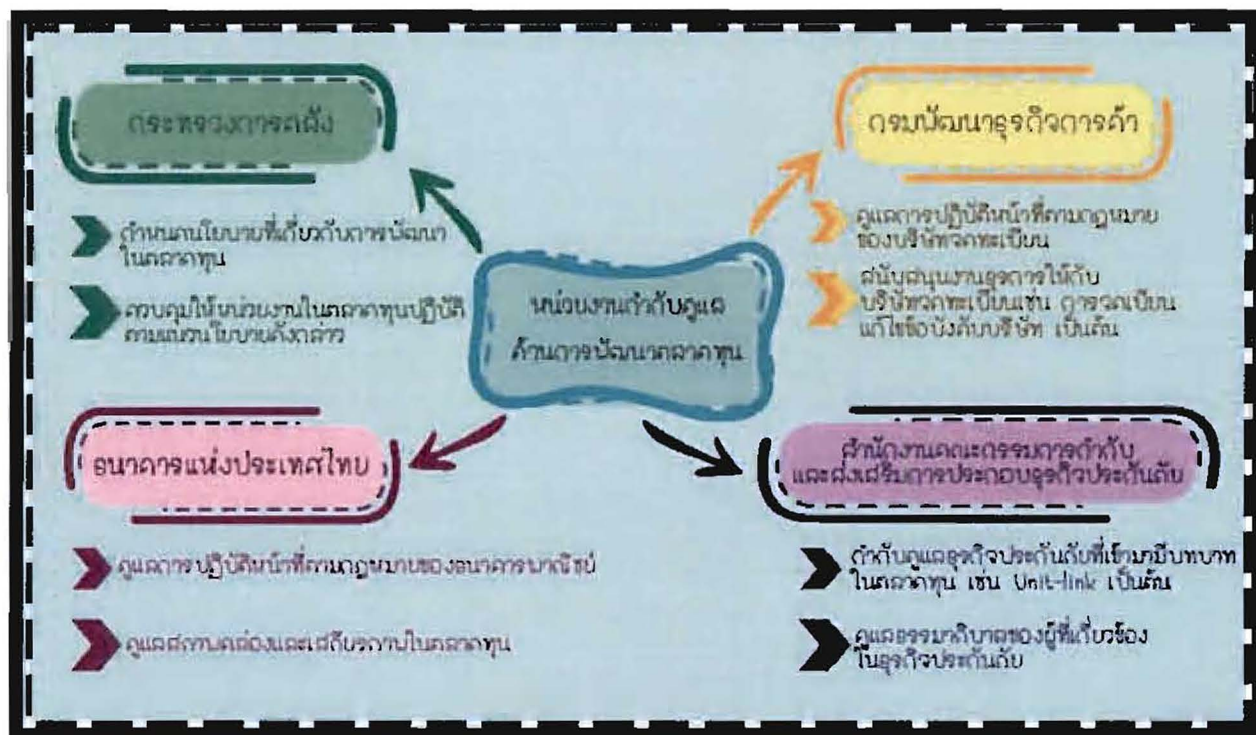 กระทรวงการคลัง
กำหนดนโยบายที่เกี่ยวกับการพัฒนา
ในตลาดทุน
ควบคุมให้หน่วยงานในตลาดทุนปฏิบัติ
ตามแนวนโยบายดังกล่าว
กรมพัฒนาธุรกิจการค้า
ดูแลการปฏิบัติหน้าที่ตามกฎหมาย
ของบริษัทจดทะเบียน
สนับสนุนงานธุรการให้กับ
บริษัทจดทะเบียนเช่น การจดเบียน
แก้ไขข้อบังคับบริษัท เป็นต้น
หน่วยงานกำกับดูแล
ด้านการพัฒนาตลาดทุน
ธนาคารแห่งประเทศไทย
ดูแลการปฏิบัติหน้าที่ตามกฎหมายของธนาคารพาณิชย์
ดูแลสภาพคล่องและเสถียรภาพในตลาดทุน
สำนักงานคณะกรรมการกำกับ
และส่งเสริมการประกอบธุรกิจประกันภัย
กำกับดูแลธุรกิจประกันภัยที่เข้ามามีบทบาท
ในตลาดทุน เช่น Unit-link เป็นต้น
ดูแลธรรมาภิบาลของผู้ที่เกี่ยวข้อง
ในธุรกิจประกันภัย